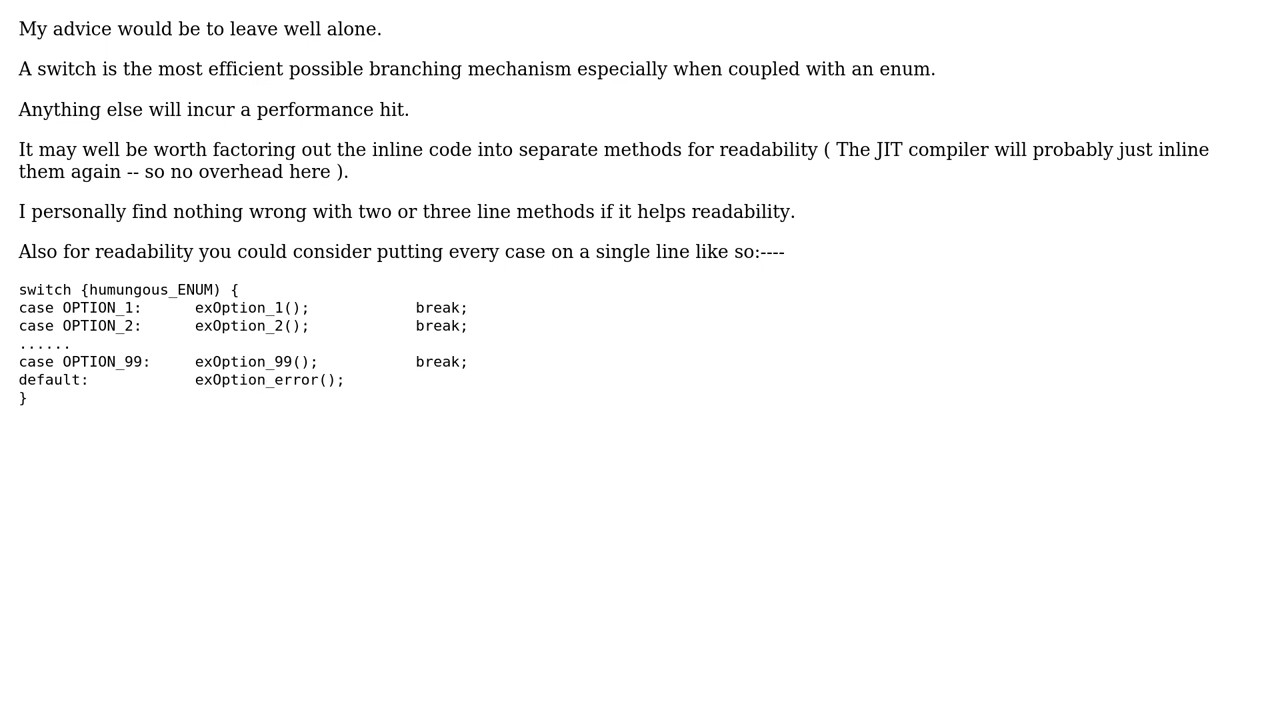 My advice would be to leave well alone.
A switch is the most efficient possible branching mechanism especially when coupled with an enum.
Anything else will incur a performance hit.
It may well be worth factoring out the inline code into separate methods for readability ( The JIT compiler will probably just inline
them again -- so no overhead here ).
I personally find nothing wrong with two or three line methods if it helps readability.
Also for readability you could consider putting every case on a single line like so:----
switch {humungous_ENUM) {
case OPTION_1:      exOption_1();            break;
case OPTION_2:      exOption_2();            break;
......
case OPTION_99:     exOption_99();           break;
default:            exOption_error();
}